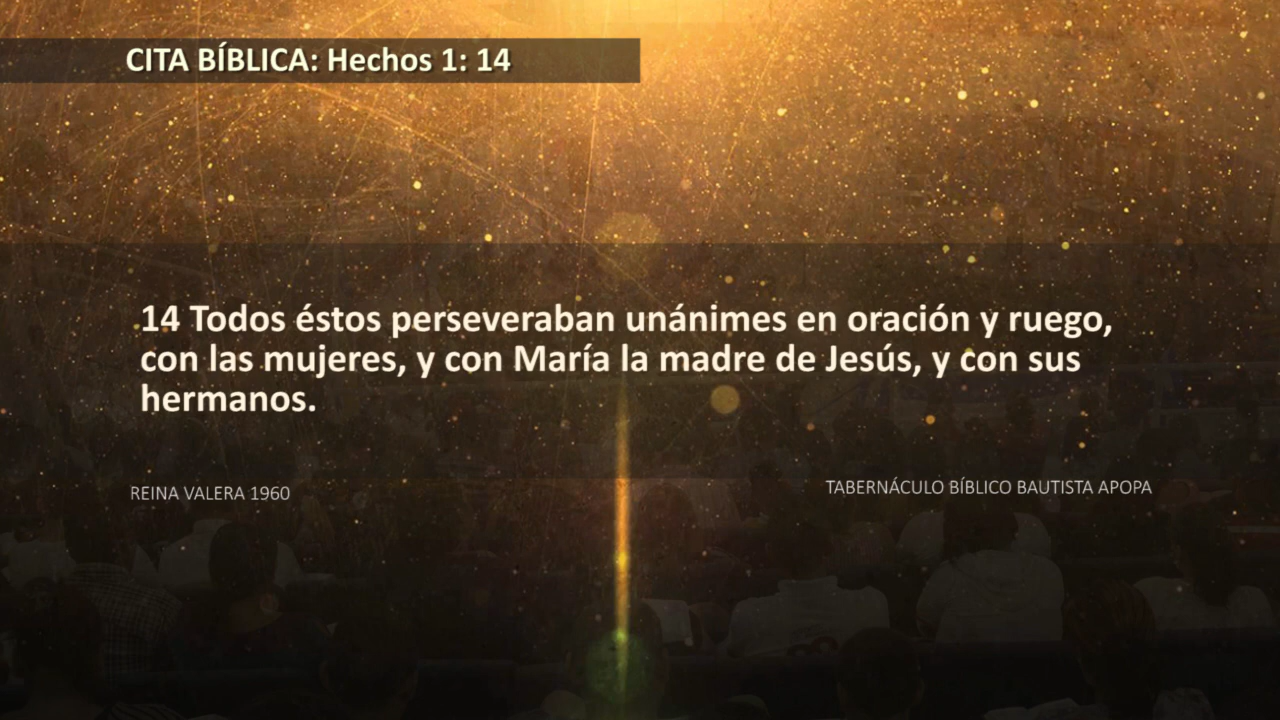 CITA BÍBLICA: Hechos 1: 14
14 Todos éstos perseveraban unánimes en oración y ruego,
con las mujeres, y con María la madre de Jesús, y con sus
hermanos.
REINA VALERA 1960
TABERNÁCULO BÍBLICO BAUTISTA APOPA